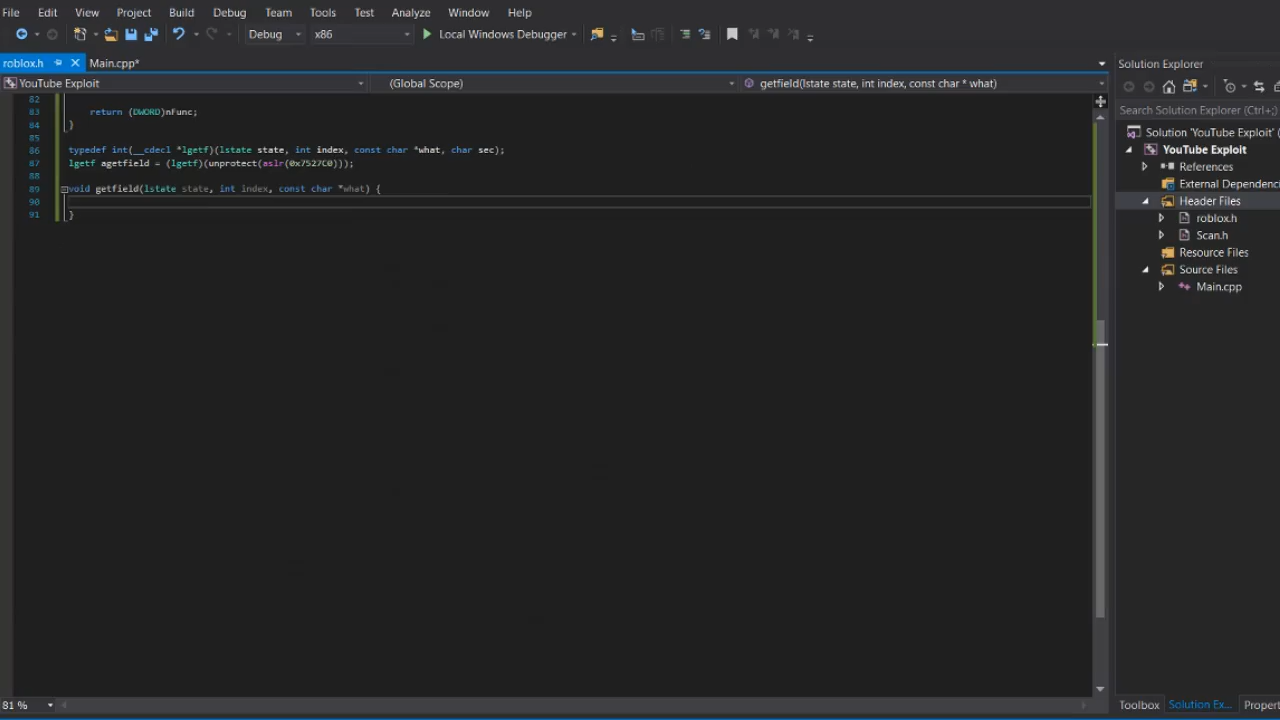 File Edit View Project Build Debug Team Tools Test Analyze Window Help
Debug x86 Local Windows Debugger
roblox.h Main.cpp*
YouTube Exploit (Global Scope) getfield(lstate state, int index, const char * what)
82
83 return (DWORD)nFunc;
84 }
85
86 typedef int(__cdecl *lgetf)(lstate state, int index, const char *what, char sec);
87 lgetf agetfield = (lgetf)(unprotect(aslr(0x7527C0)));
88
89 void getfield(lstate state, int index, const char *what) {
90
91 }
81 %
Solution Explorer
Search Solution Explorer (Ctrl+;)
Solution 'YouTube Exploit' (
YouTube Exploit
References
External Dependenc
Header Files
roblox.h
Scan.h
Resource Files
Source Files
Main.cpp
Toolbox Solution Ex... Propert